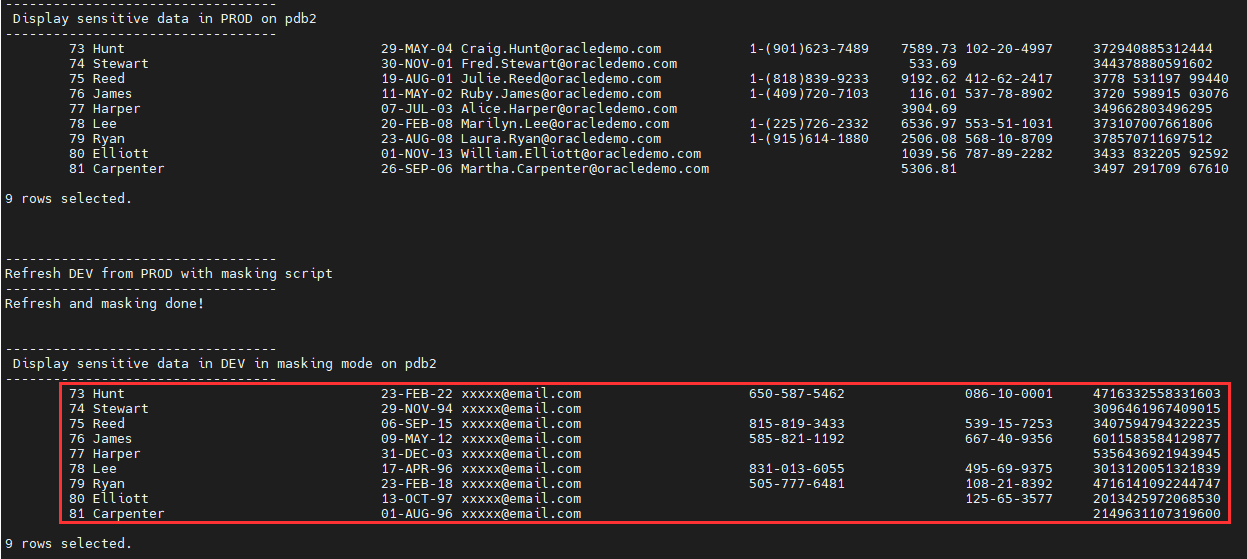 ----------------------------------
 Display sensitive data in PROD on pdb2
----------------------------------
73 Hunt 29-MAY-04 Craig.Hunt@oracledemo.com 1-(901)623-7489 7589.73 102-20-4997 372940885312444
74 Stewart 30-NOV-01 Fred.Stewart@oracledemo.com 533.69 344378880591602
75 Reed 19-AUG-01 Julie.Reed@oracledemo.com 1-(818)839-9233 9192.62 412-62-2417 3778 531197 99440
76 James 11-MAY-02 Ruby.James@oracledemo.com 1-(409)720-7103 116.01 537-78-8902 3720 598915 03076
77 Harper 07-JUL-03 Alice.Harper@oracledemo.com 3904.69 349662803496295
78 Lee 20-FEB-08 Marilyn.Lee@oracledemo.com 1-(225)726-2332 6536.97 553-51-1031 373107007661806
79 Ryan 23-AUG-08 Laura.Ryan@oracledemo.com 1-(915)614-1880 2506.08 568-10-8709 378570711697512
80 Elliott 01-NOV-13 William.Elliott@oracledemo.com 1039.56 787-89-2282 3433 832205 92592
81 Carpenter 26-SEP-06 Martha.Carpenter@oracledemo.com 5306.81 3497 291709 67610
9 rows selected.
----------------------------------
Refresh DEV from PROD with masking script
----------------------------------
Refresh and masking done!
----------------------------------
 Display sensitive data in DEV in masking mode on pdb2
----------------------------------
73 Hunt 23-FEB-22 xxxxx@email.com 650-587-5462 086-10-0001 4716332558331603
74 Stewart 29-NOV-94 xxxxx@email.com 3096461967409015
75 Reed 06-SEP-15 xxxxx@email.com 815-819-3433 539-15-7253 3407594794322235
76 James 09-MAY-12 xxxxx@email.com 585-821-1192 667-40-9356 6011583584129877
77 Harper 31-DEC-03 xxxxx@email.com 5356436921943945
78 Lee 17-APR-96 xxxxx@email.com 831-013-6055 495-69-9375 3013120051321839
79 Ryan 23-FEB-18 xxxxx@email.com 505-777-6481 108-21-8392 4716141092244747
80 Elliott 13-OCT-97 xxxxx@email.com 125-65-3577 2013425972068530
81 Carpenter 01-AUG-96 xxxxx@email.com 2149631107319600
9 rows selected.